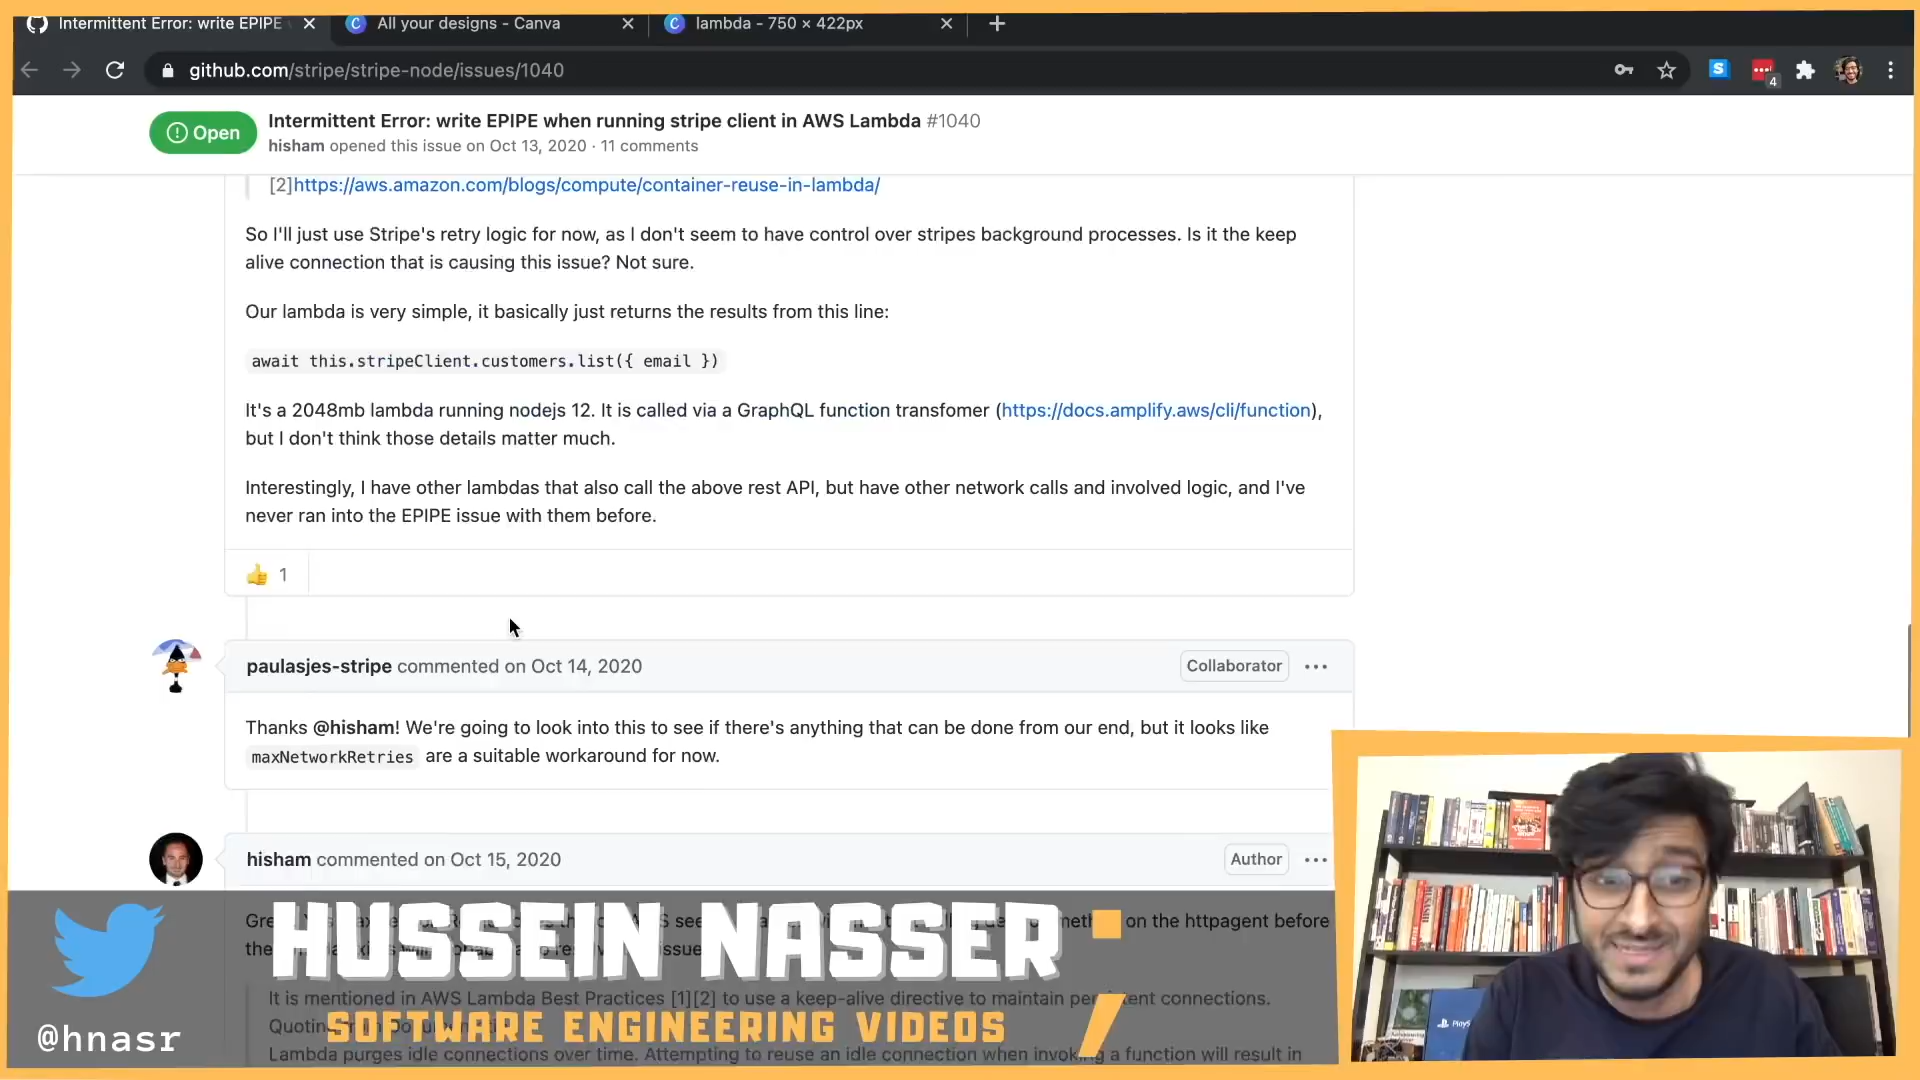 Intermittent Error: write EPIPE
All your designs - Canva
lambda - 750 × 422px
github.com/stripe/stripe-node/issues/1040
4
Open
Intermittent Error: write EPIPE when running stripe client in AWS Lambda #1040
hisham opened this issue on Oct 13, 2020 · 11 comments
[2]https://aws.amazon.com/blogs/compute/container-reuse-in-lambda/
So I'll just use Stripe's retry logic for now, as I don't seem to have control over stripes background processes. Is it the keep
alive connection that is causing this issue? Not sure.
Our lambda is very simple, it basically just returns the results from this line:
await this.stripeClient.customers.list({ email })
It's a 2048mb lambda running nodejs 12. It is called via a GraphQL function transfomer (https://docs.amplify.aws/cli/function),
but I don't think those details matter much.
Interestingly, I have other lambdas that also call the above rest API, but have other network calls and involved logic, and I've
never ran into the EPIPE issue with them before.
👍 1
paulasjes-stripe commented on Oct 14, 2020
Collaborator
Thanks @hisham! We're going to look into this to see if there's anything that can be done from our end, but it looks like
maxNetworkRetries are a suitable workaround for now.
hisham commented on Oct 15, 2020
Author
on the httpagent before
issue
HUSSEIN NASSER
It is mentioned in AWS Lambda Best Practices [1][2] to use a keep-alive directive to maintain connections.
SOFTWARE ENGINEERING VIDEOS
@hnasr
Lambda purges idle connections over time. Attempting to reuse an idle connection when a function will result in